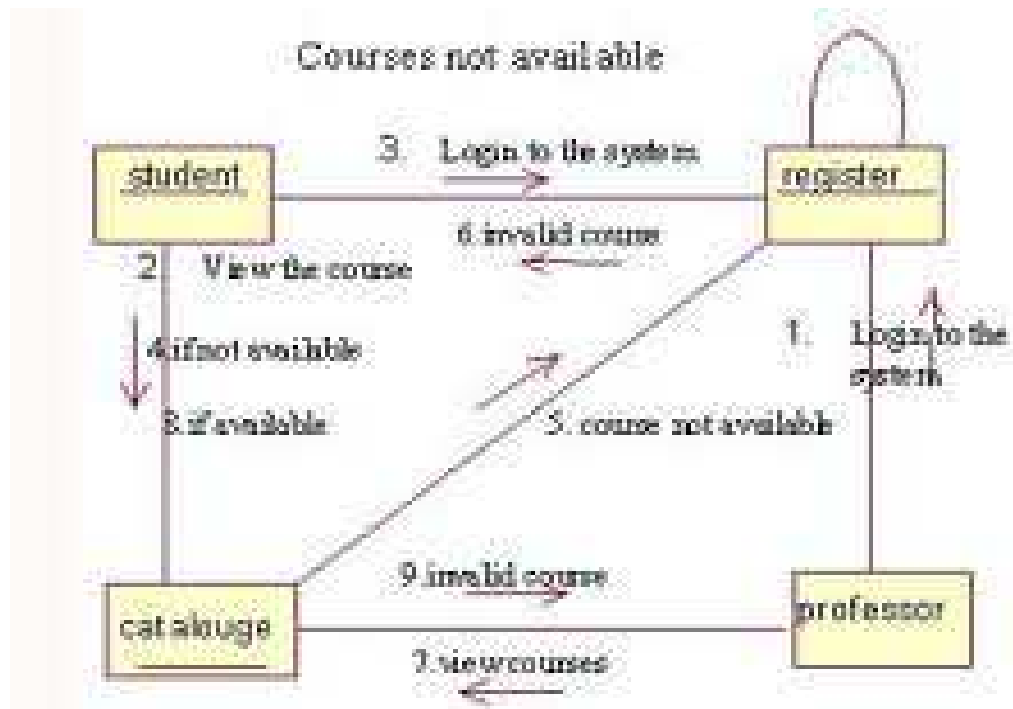 Courses not available
3. Login to the system
student
register
6.invalid course
2. View the course
1. Login to the
system
4.if not available
8.if available
5. course not available
9.invalid course
catalouge
professor
7.view courses